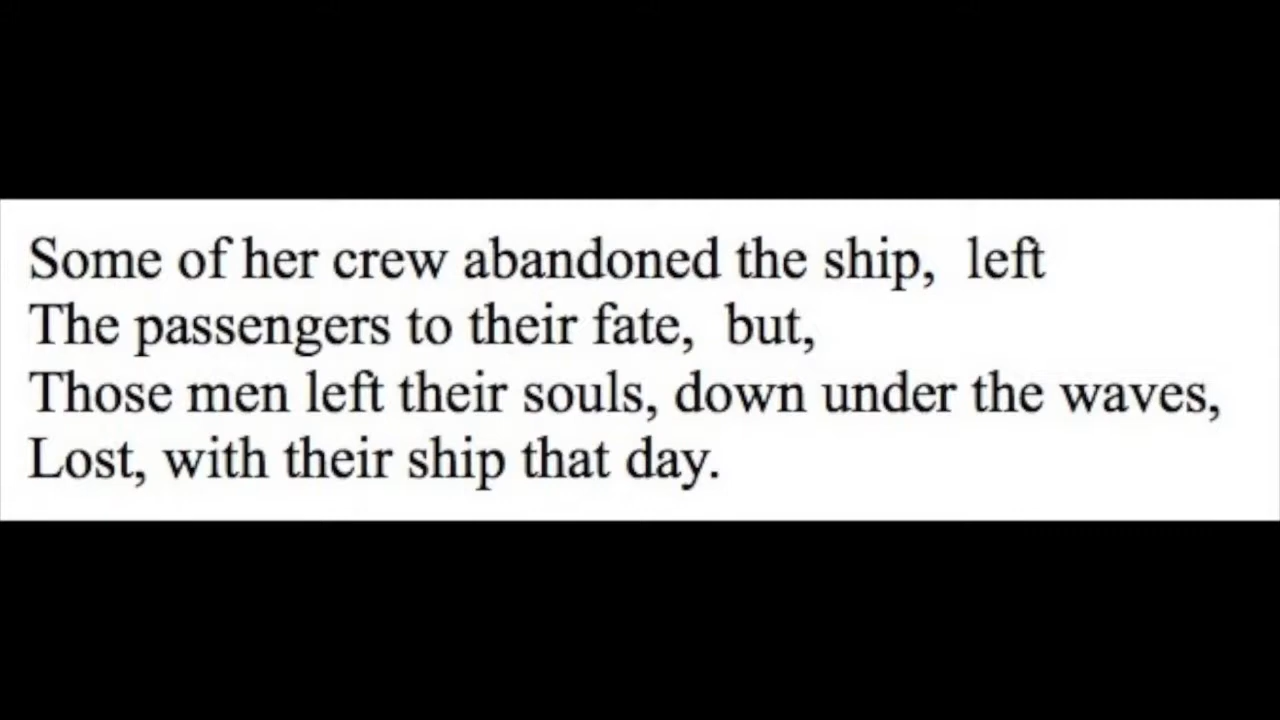 Some of her crew abandoned the ship,  left
The passengers to their fate,  but,
Those men left their souls, down under the waves,
Lost, with their ship that day.